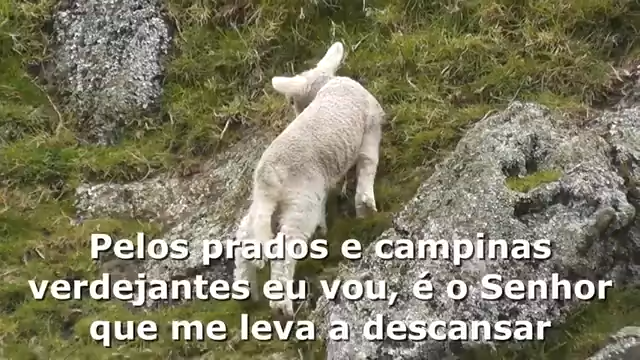 Pelos prados e campinas
verdejantes eu vou, é o Senhor
que me leva a descansar